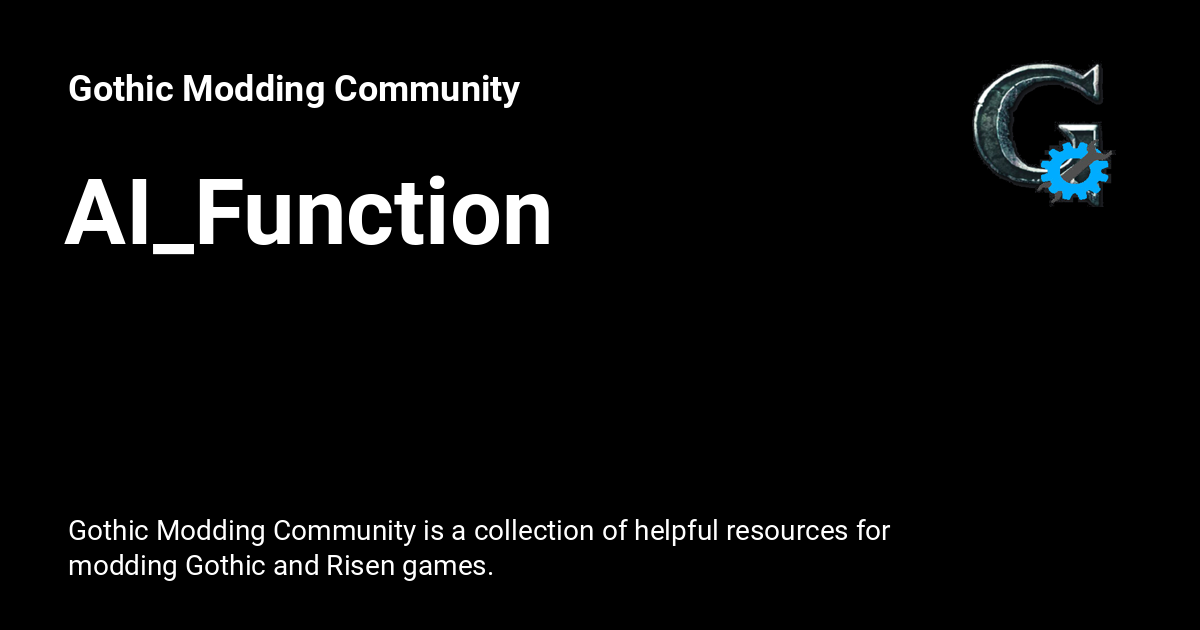 Gothic Modding Community
AI_Function
Gothic Modding Community is a collection of helpful resources for
modding Gothic and Risen games.